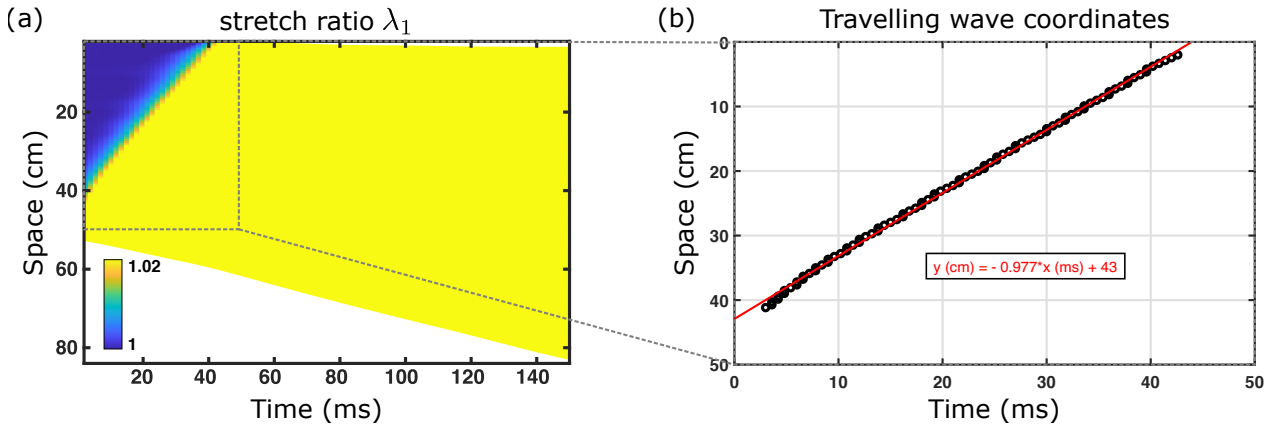 (a)
stretch ratio λ₁
20
40
60
80
Space (cm)
1.02
1
20
40
60
80
100
120
140
Time (ms)
(b)
Travelling wave coordinates
0
10
20
30
40
50
Space (cm)
y (cm) = - 0.977*x (ms) + 43
0
10
20
30
40
50
Time (ms)